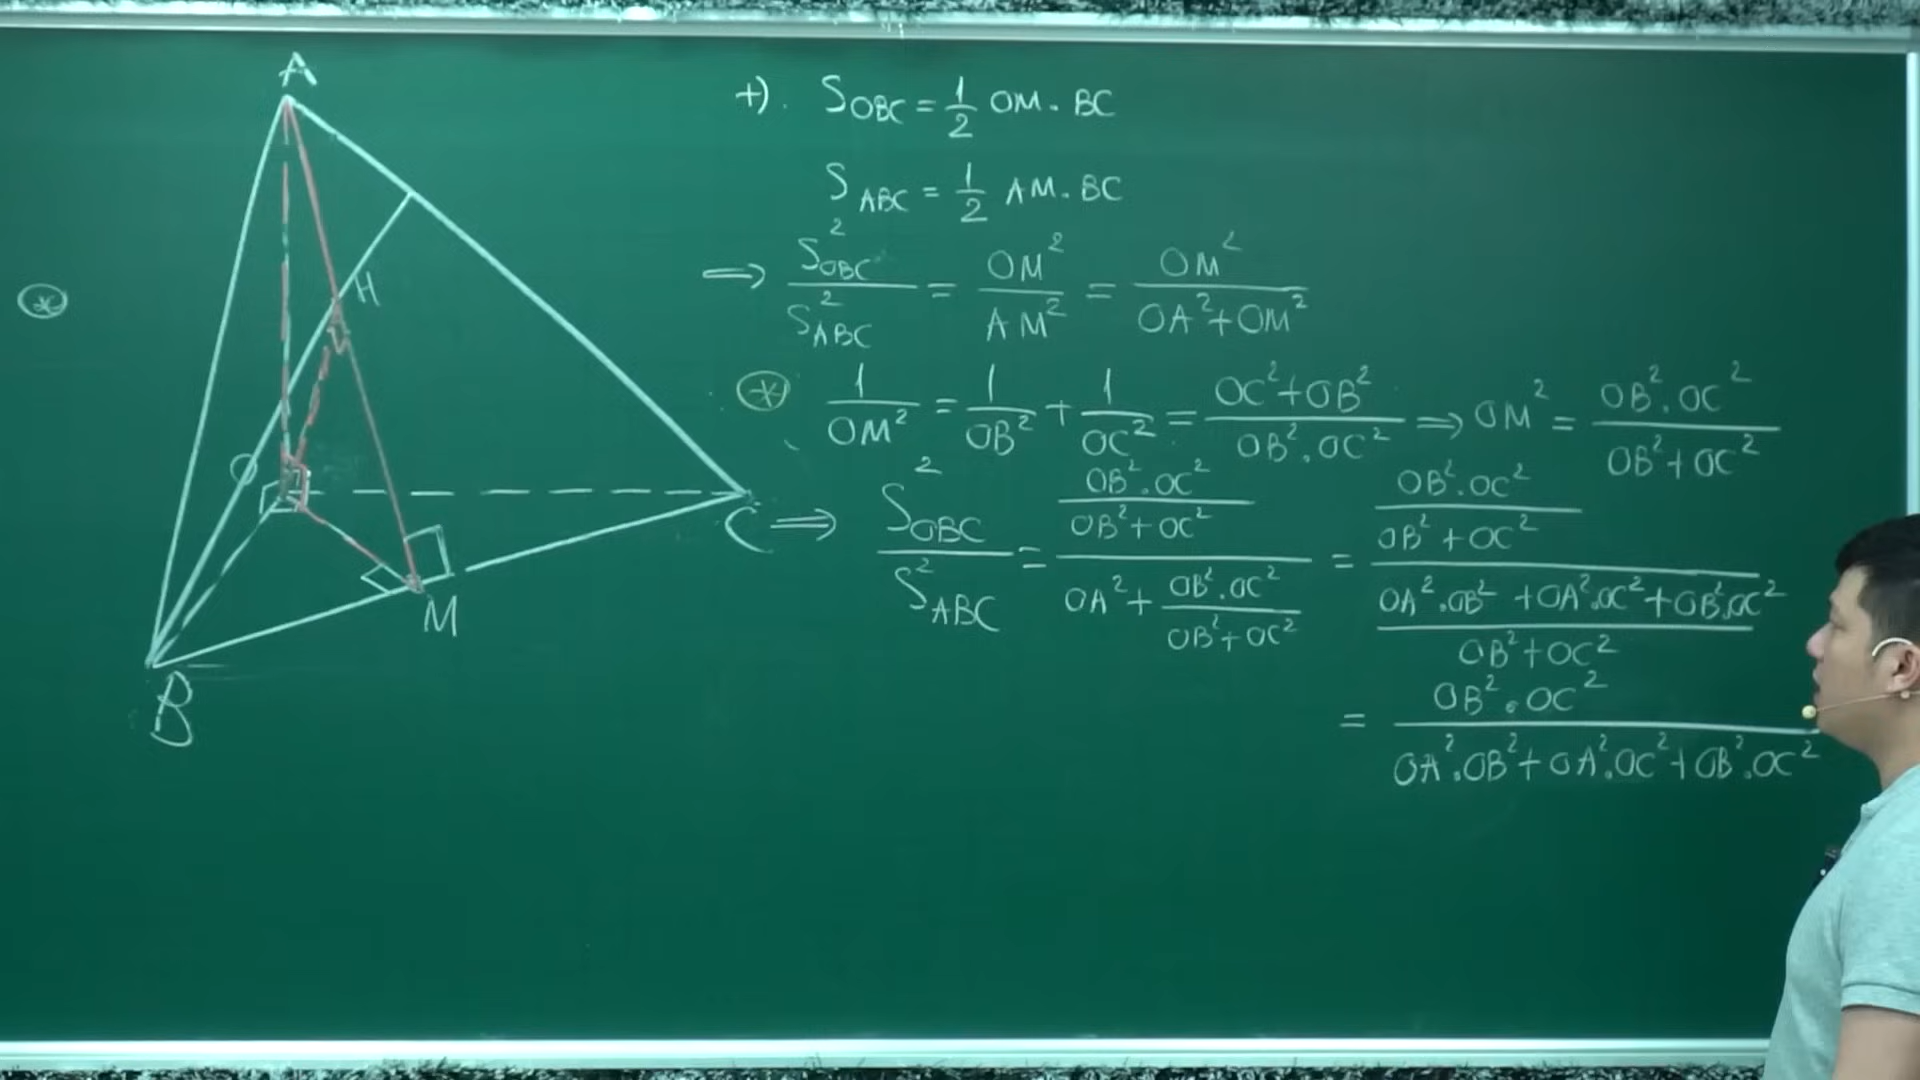 A
H
O
C
M
B
(*)
+). S_OBC = 1/2 OM . BC
S_ABC = 1/2 AM . BC
=> S²_OBC / S²_ABC = OM² / AM² = OM² / (OA² + OM²)
(*) 1/OM² = 1/OB² + 1/OC² = (OC² + OB²) / (OB² . OC²) => OM² = (OB² . OC²) / (OB² + OC²)
=> S²_OBC / S²_ABC = ((OB² . OC²) / (OB² + OC²)) / (OA² + (OB² . OC²) / (OB² + OC²)) = ((OB² . OC²) / (OB² + OC²)) / ((OA² . OB² + OA² . OC² + OB² . OC²) / (OB² + OC²))
= (OB² . OC²) / (OA² . OB² + OA² . OC² + OB² . OC²)